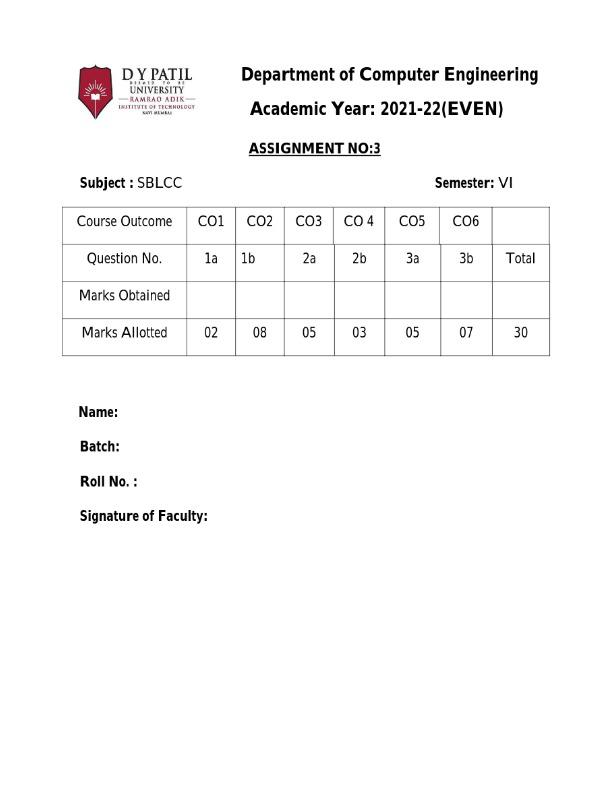 D Y PATIL
DEEMED TO BE
UNIVERSITY
RAMRAO ADIK
INSTITUTE OF TECHNOLOGY
NAVI MUMBAI
Department of Computer Engineering
Academic Year: 2021-22(EVEN)
ASSIGNMENT NO:3
Subject : SBLCC Semester: VI
Course Outcome CO1 CO2 CO3 CO 4 CO5 CO6
Question No. 1a 1b 2a 2b 3a 3b Total
Marks Obtained
Marks Allotted 02 08 05 03 05 07 30
Name:
Batch:
Roll No. :
Signature of Faculty: